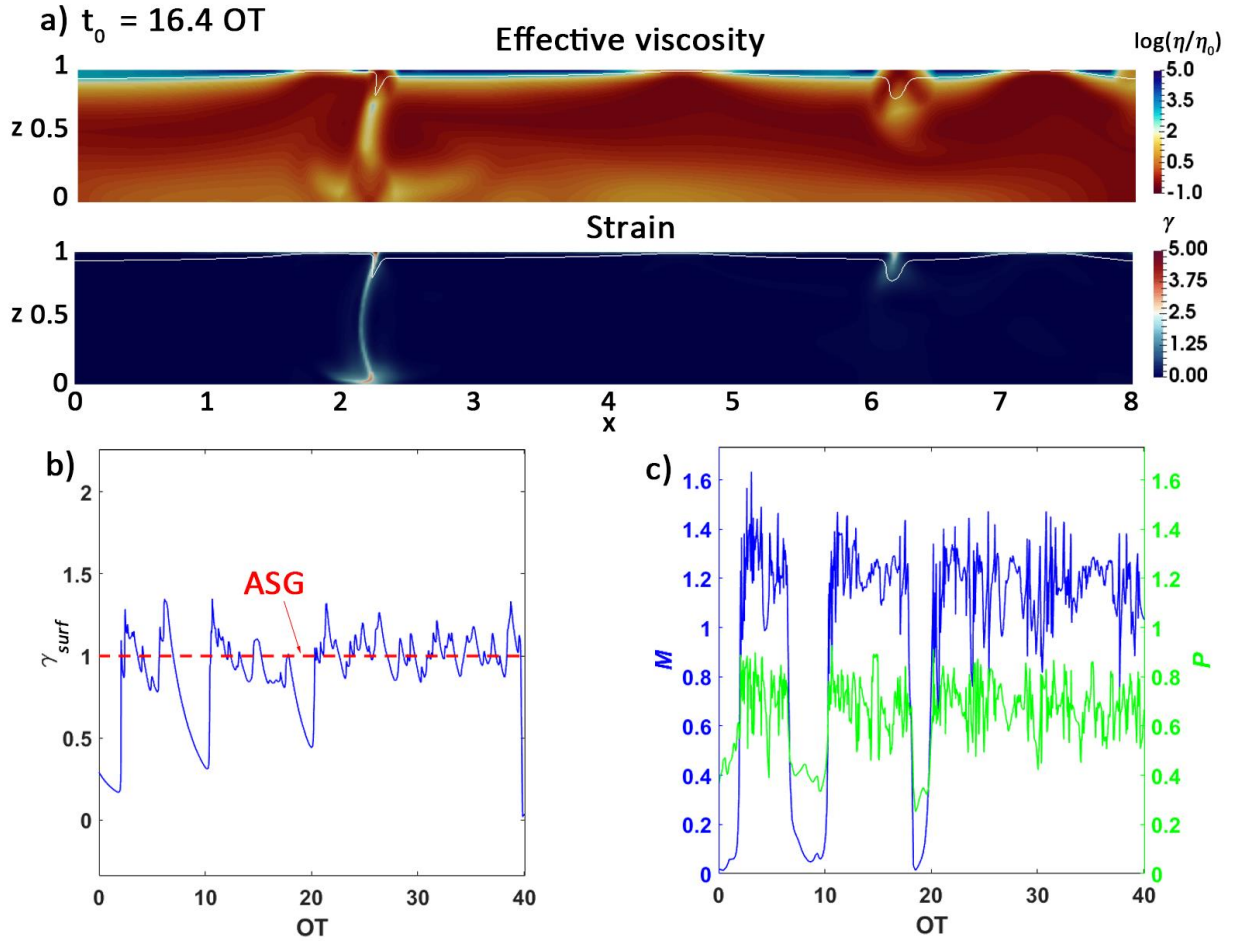 a) t₀ = 16.4 OT
Effective viscosity
log(η/η₀)
1
z 0.5
0
5.0
3.5
2
0.5
-1.0
Strain
γ
1
z 0.5
0
5.00
3.75
2.5
1.25
0.00
0 1 2 3 4 5 6 7 8
x
b)
2
1.5
1
0.5
0
γsurf
ASG
0 10 20 30 40
OT
c)
1.6
1.4
1.2
1
0.8
0.6
0.4
0.2
0
M
1.6
1.4
1.2
1
0.8
0.6
0.4
0.2
0
P
0 10 20 30 40
OT